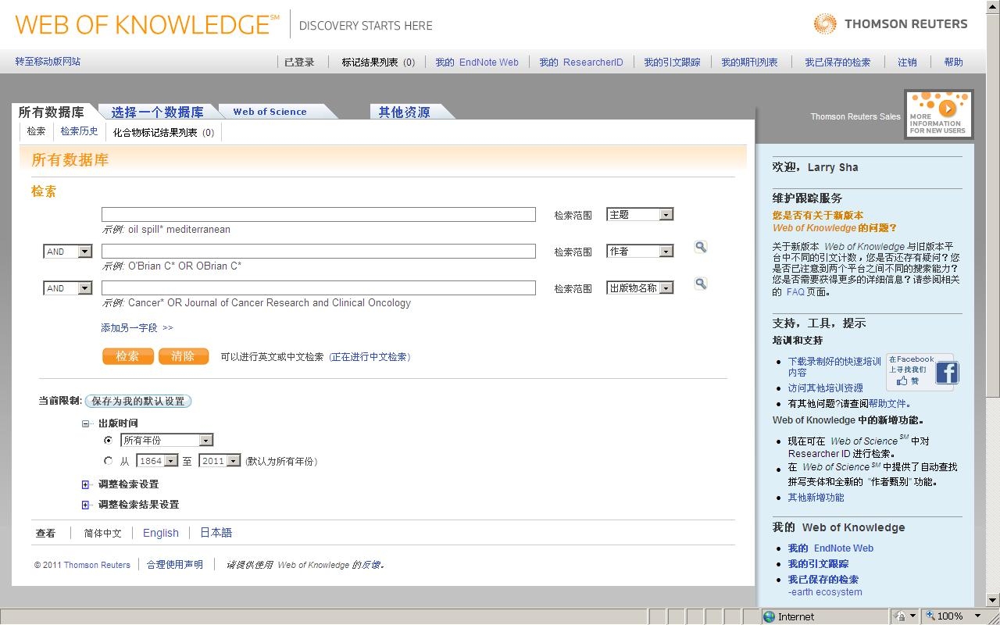 WEB OF KNOWLEDGE SM DISCOVERY STARTS HERE
THOMSON REUTERS
转至移动版网站
已登录 标记结果列表 (0) 我的 EndNote Web 我的 ResearcherID 我的引文跟踪 我的期刊列表 我已保存的检索 注销 帮助
所有数据库 选择一个数据库 Web of Science 其他资源
检索 检索历史 化合物标记结果列表 (0)
所有数据库
检索
检索范围 主题
示例: oil spill* mediterranean
AND 检索范围 作者
示例: O'Brian C* OR OBrian C*
AND 检索范围 出版物名称
示例: Cancer* OR Journal of Cancer Research and Clinical Oncology
添加另一字段 >>
检索 清除 可以进行英文或中文检索 (正在进行中文检索)
当前限制: 保存为我的默认设置
出版时间
所有年份
从 1864 至 2011 (默认为所有年份)
调整检索设置
调整检索结果设置
查看 简体中文 English 日本語
© 2011 Thomson Reuters 合理使用声明 请提供使用 Web of Knowledge 的反馈。
Thomson Reuters Sales
MORE
INFORMATION
FOR NEW USERS
欢迎, Larry Sha
维护跟踪服务
您是否有关于新版本
Web of Knowledge 的问题?
关于新版本 Web of Knowledge 与旧版本平
台中不同的引文计数,您是否还存有疑问?您
是否已注意到两个平台之间不同的搜索能力?
您是否需要获得更多的详细信息?请参阅相关
的 FAQ 页面。
支持,工具,提示
培训和支持
下载录制好的快速培训
内容
在Facebook
上寻找我们
赞
访问其他培训资源
有其他问题?请查阅帮助文件。
Web of Knowledge 中的新增功能。
现在可在 Web of Science SM 中对
Researcher ID 进行检索。
在 Web of Science SM 中提供了自动查找
拼写变体和全新的 "作者甄别" 功能。
其他新增功能
我的 Web of Knowledge
我的 EndNote Web
我的引文跟踪
我已保存的检索
-earth ecosystem
Internet 100%